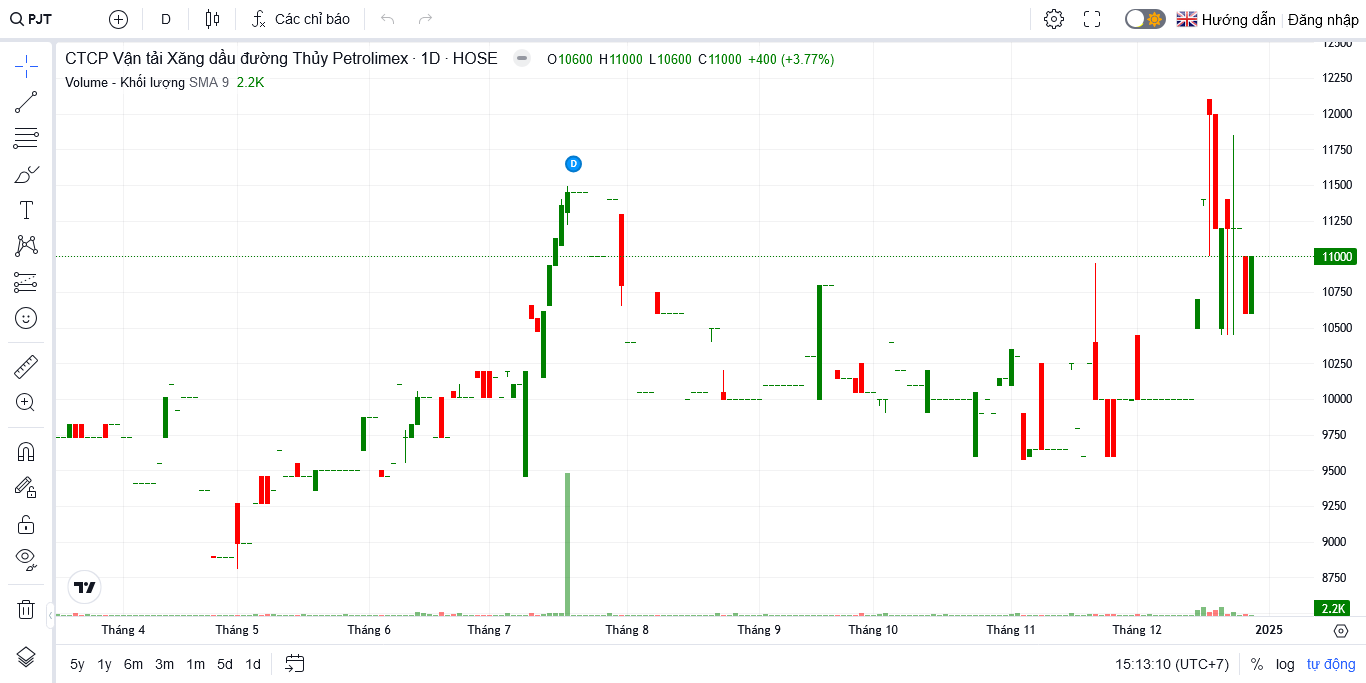 PJT D Các chỉ báo Hướng dẫn Đăng nhập
CTCP Vận tải Xăng dầu đường Thủy Petrolimex · 1D · HOSE O10600 H11000 L10600 C11000 +400 (+3.77%)
Volume - Khối lượng SMA 9 2.2K
12500
12250
12000
11750
11500
11250
11000
10750
10500
10250
10000
9750
9500
9250
9000
8750
2.2K
D
T
Tháng 4 Tháng 5 Tháng 6 Tháng 7 Tháng 8 Tháng 9 Tháng 10 Tháng 11 Tháng 12 2025
5y 1y 6m 3m 1m 5d 1d 15:13:10 (UTC+7) % log tự động